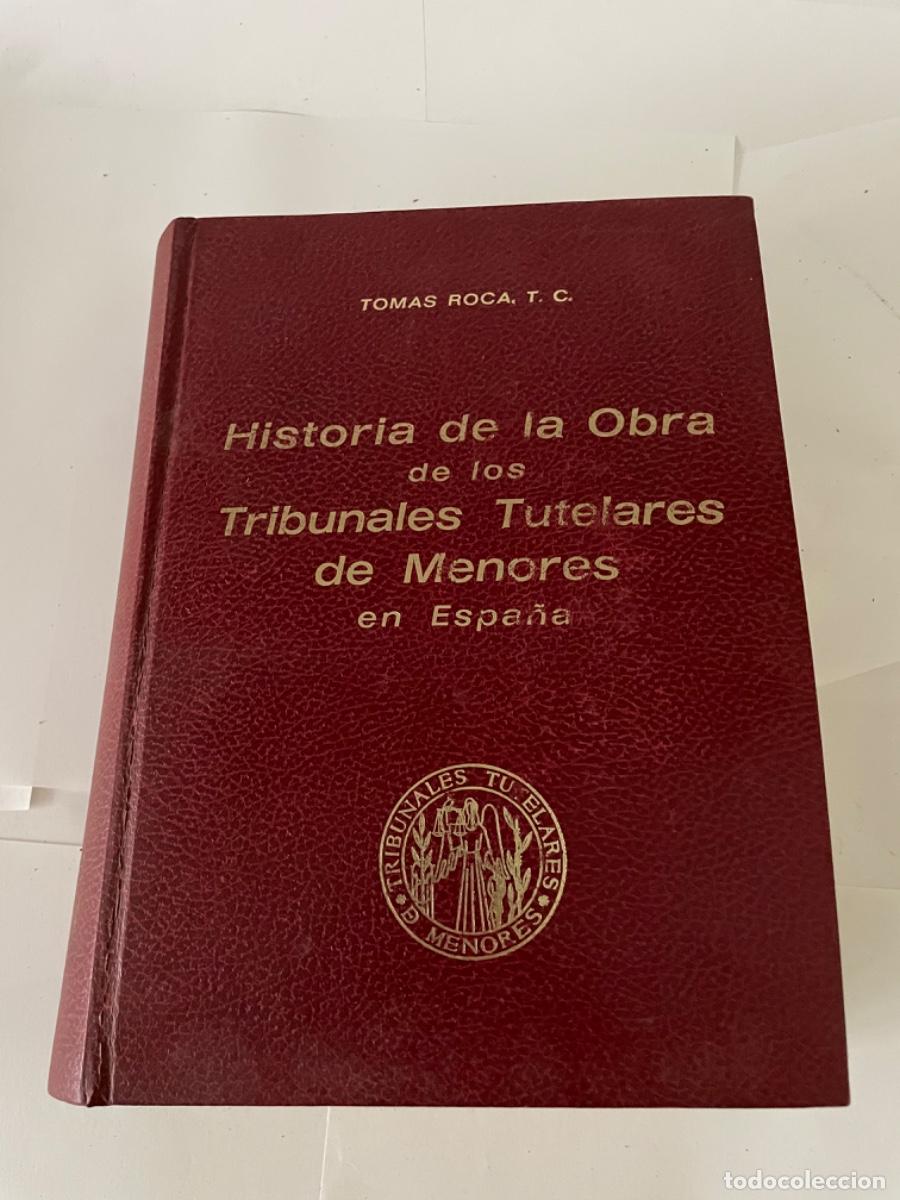 TOMAS ROCA, T. C.
Historia de la Obra
de los
Tribunales Tutelares
de Menores
en España
TRIBUNALES TUTELARES
D MENORES
todocoleccion